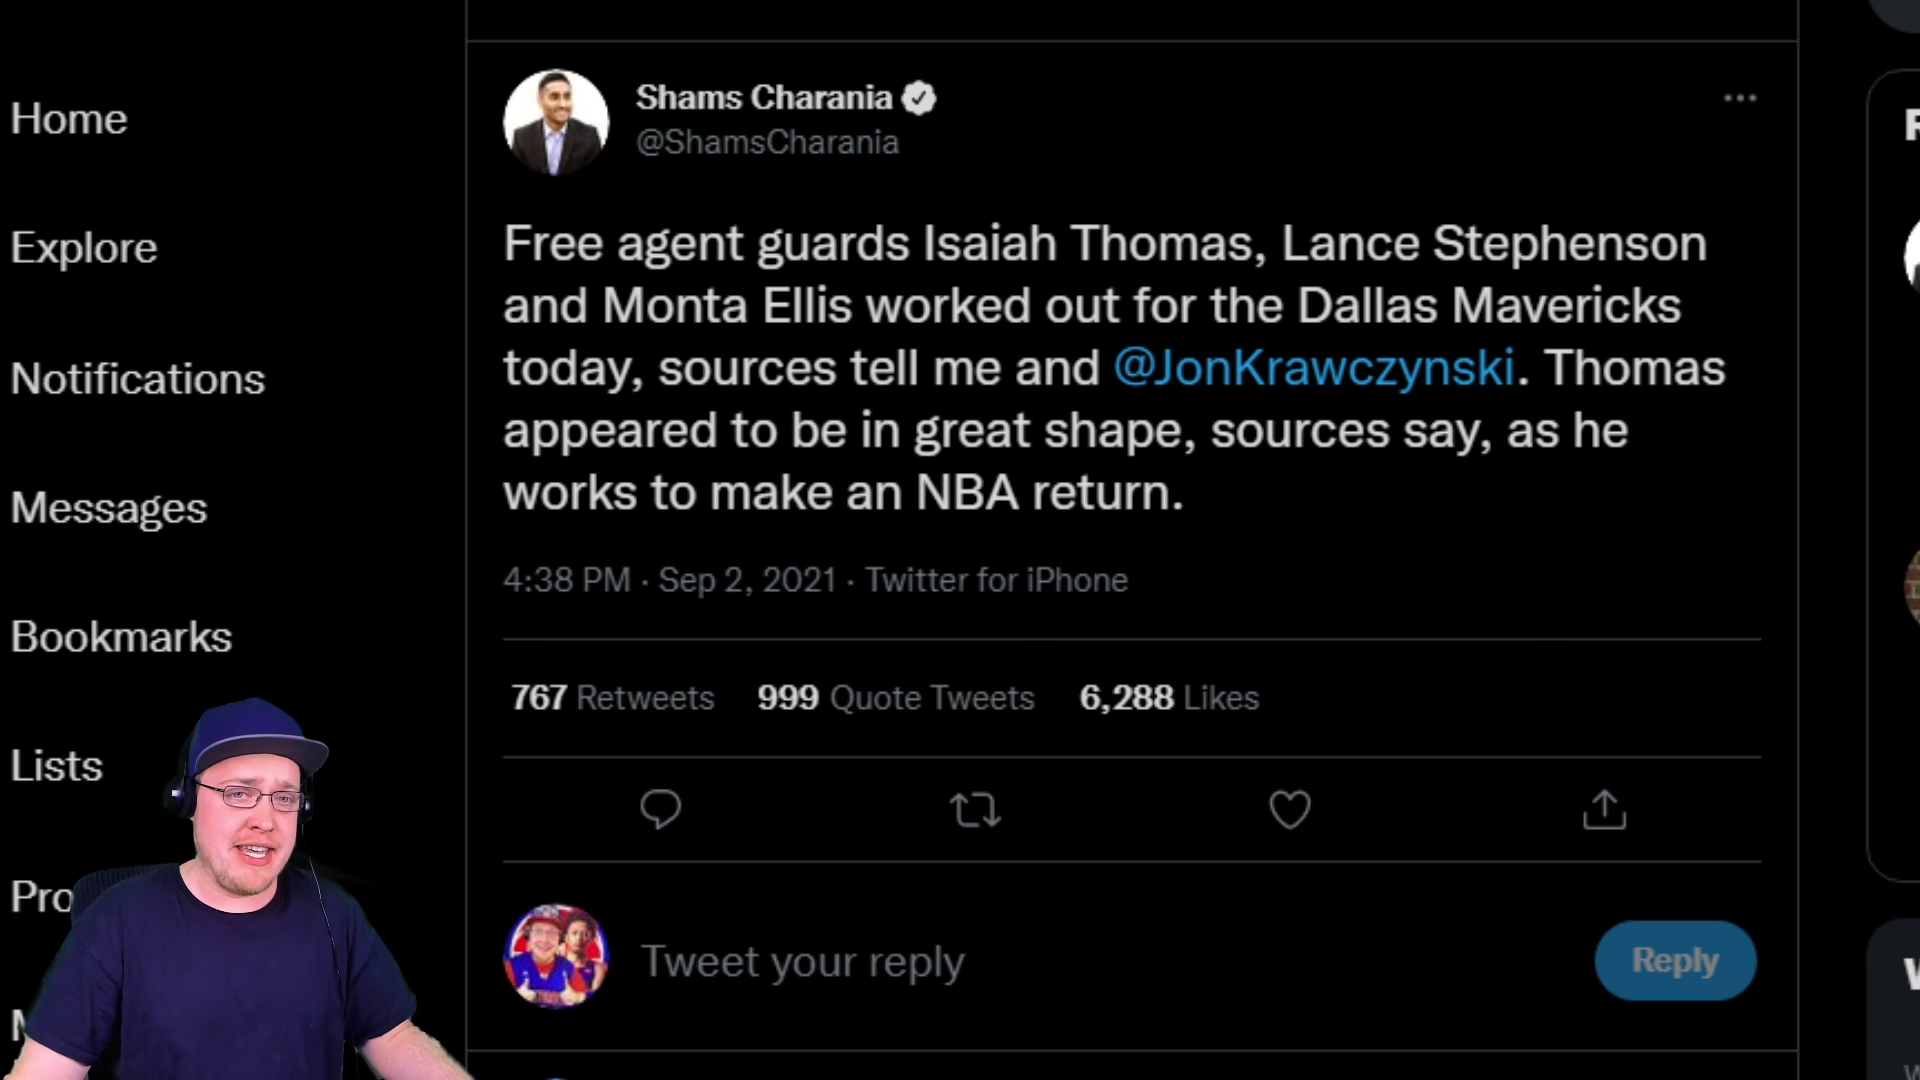 Home
Explore
Notifications
Messages
Bookmarks
Lists
Pro
Shams Charania
@ShamsCharania
Free agent guards Isaiah Thomas, Lance Stephenson
and Monta Ellis worked out for the Dallas Mavericks
today, sources tell me and @JonKrawczynski. Thomas
appeared to be in great shape, sources say, as he
works to make an NBA return.
4:38 PM · Sep 2, 2021 · Twitter for iPhone
767 Retweets 999 Quote Tweets 6,288 Likes
Tweet your reply
Reply